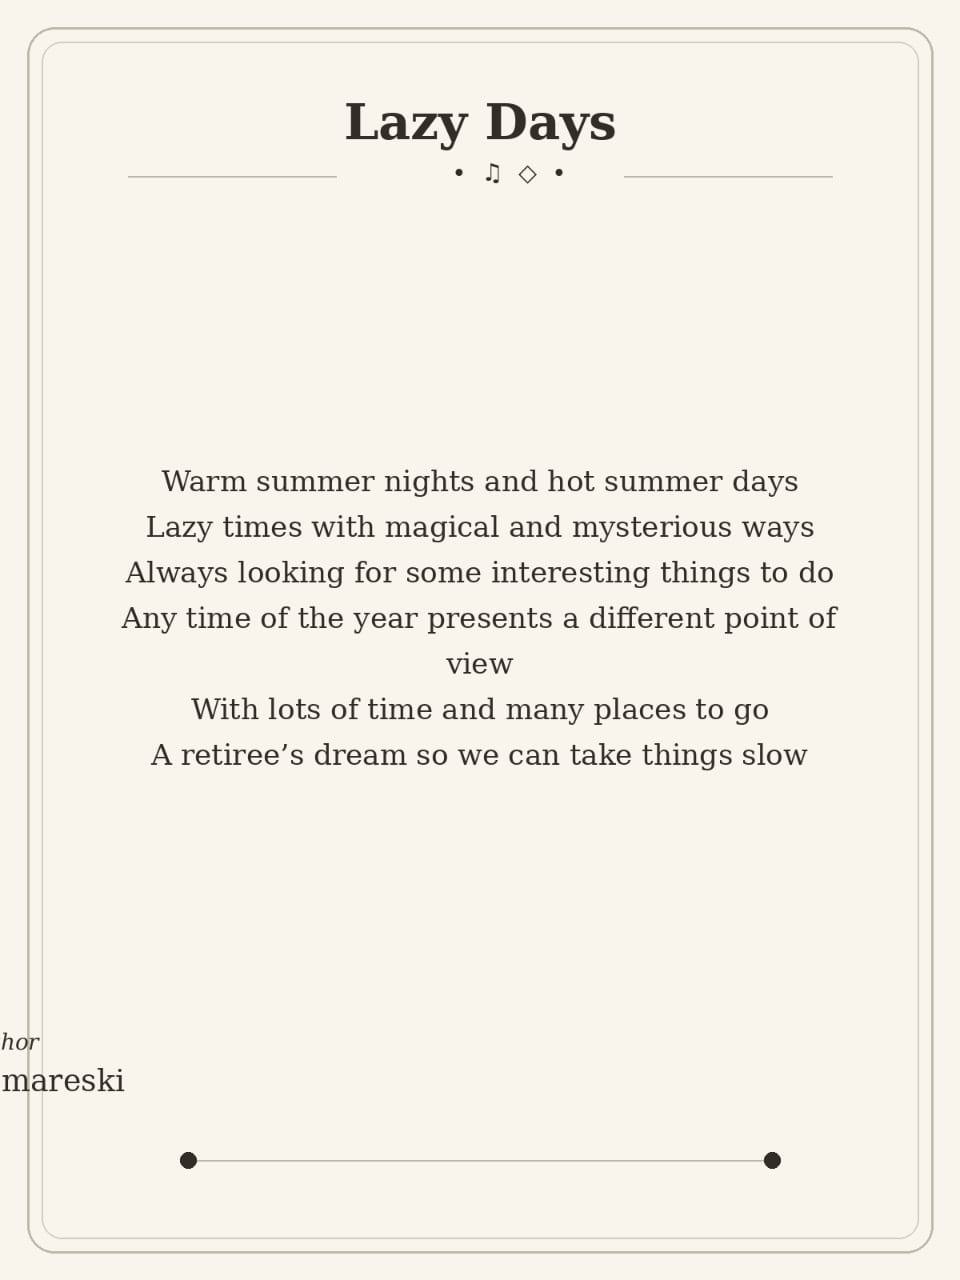 Lazy Days
• ♫ ◇ •
Warm summer nights and hot summer days
Lazy times with magical and mysterious ways
Always looking for some interesting things to do
Any time of the year presents a different point of
view
With lots of time and many places to go
A retiree’s dream so we can take things slow
hor
mareski